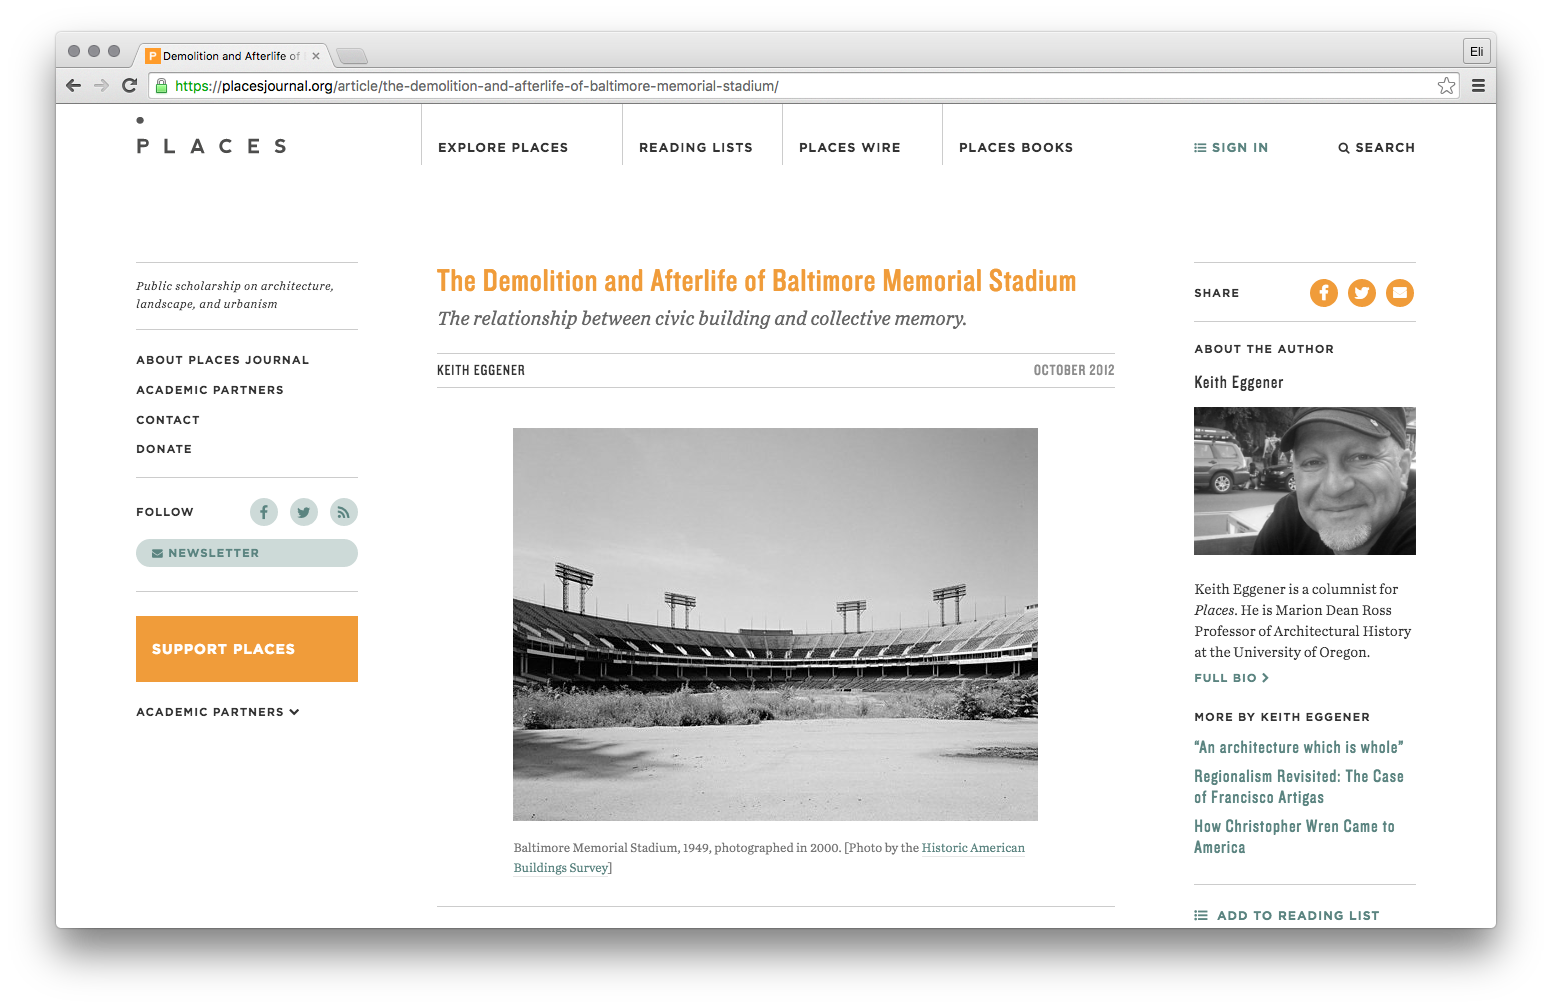 Demolition and Afterlife of
Eli
https://placesjournal.org/article/the-demolition-and-afterlife-of-baltimore-memorial-stadium/
PLACES
EXPLORE PLACES
READING LISTS
PLACES WIRE
PLACES BOOKS
SIGN IN
SEARCH
Public scholarship on architecture,
landscape, and urbanism
ABOUT PLACES JOURNAL
ACADEMIC PARTNERS
CONTACT
DONATE
FOLLOW
NEWSLETTER
SUPPORT PLACES
ACADEMIC PARTNERS
The Demolition and Afterlife of Baltimore Memorial Stadium
The relationship between civic building and collective memory.
KEITH EGGENER
OCTOBER 2012
Baltimore Memorial Stadium, 1949, photographed in 2000. [Photo by the Historic American
Buildings Survey]
SHARE
ABOUT THE AUTHOR
Keith Eggener
Keith Eggener is a columnist for
Places. He is Marion Dean Ross
Professor of Architectural History
at the University of Oregon.
FULL BIO
MORE BY KEITH EGGENER
“An architecture which is whole”
Regionalism Revisited: The Case
of Francisco Artigas
How Christopher Wren Came to
America
ADD TO READING LIST